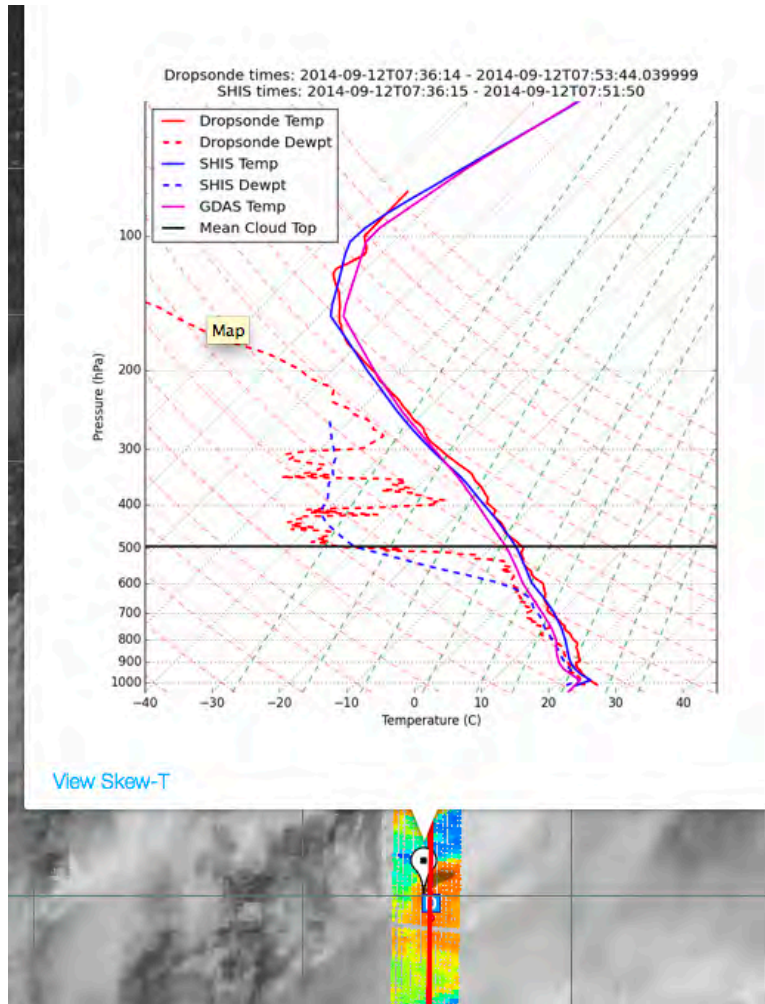 Dropsonde times: 2014-09-12T07:36:14 - 2014-09-12T07:53:44.039999
SHIS times: 2014-09-12T07:36:15 - 2014-09-12T07:51:50
Dropsonde Temp
Dropsonde Dewpt
SHIS Temp
SHIS Dewpt
GDAS Temp
Mean Cloud Top
100
Map
200
Pressure (hPa)
300
400
500
600
700
800
900
1000
−40 −30 −20 −10 0 10 20 30 40
Temperature (C)
View Skew-T
D